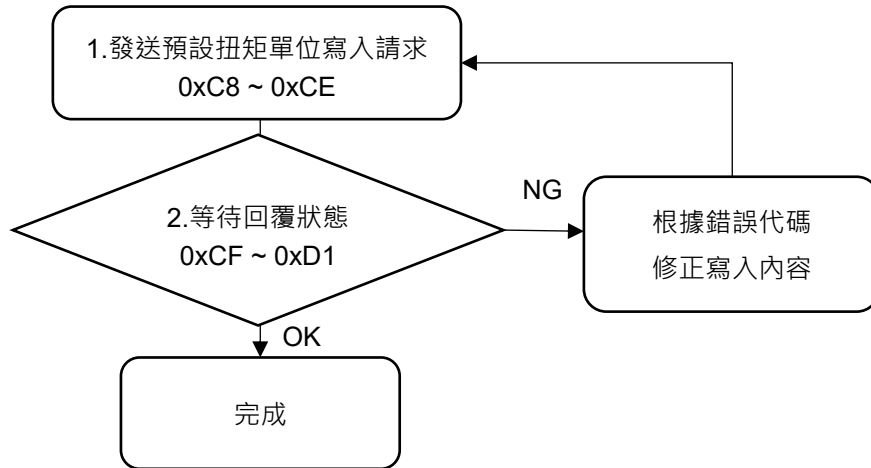 1.發送預設扭矩單位寫入請求
0xC8 ~ 0xCE
2.等待回覆狀態
0xCF ~ 0xD1
NG
根據錯誤代碼
修正寫入內容
OK
完成